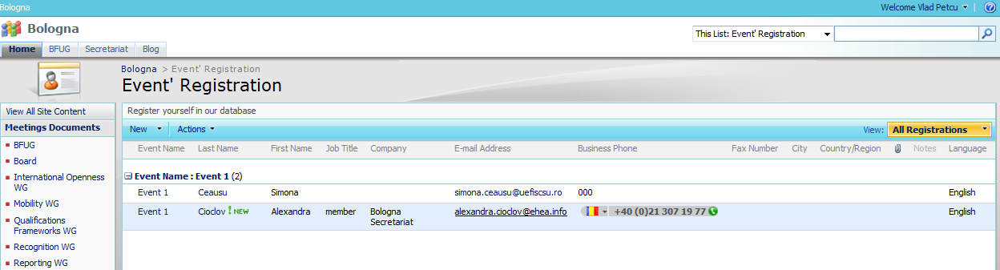 Bologna
Welcome Vlad Petcu
Bologna
This List: Event' Registration
Home BFUG Secretariat Blog
Bologna > Event' Registration
Event' Registration
View All Site Content
Register yourself in our database
Meetings Documents
New Actions View: All Registrations
Event Name Last Name First Name Job Title Company E-mail Address Business Phone Fax Number City Country/Region Notes Language
BFUG
Board
International Openness
WG
Mobility WG
Qualifications
Frameworks WG
Recognition WG
Reporting WG
Event Name : Event 1 (2)
Event 1 Ceausu Simona simona.ceausu@uefiscsu.ro 000 English
Event 1 Cioclov ! NEW Alexandra member Bologna alexandra.cioclov@ehea.info +40 (0)21 307 19 77 English
Secretariat